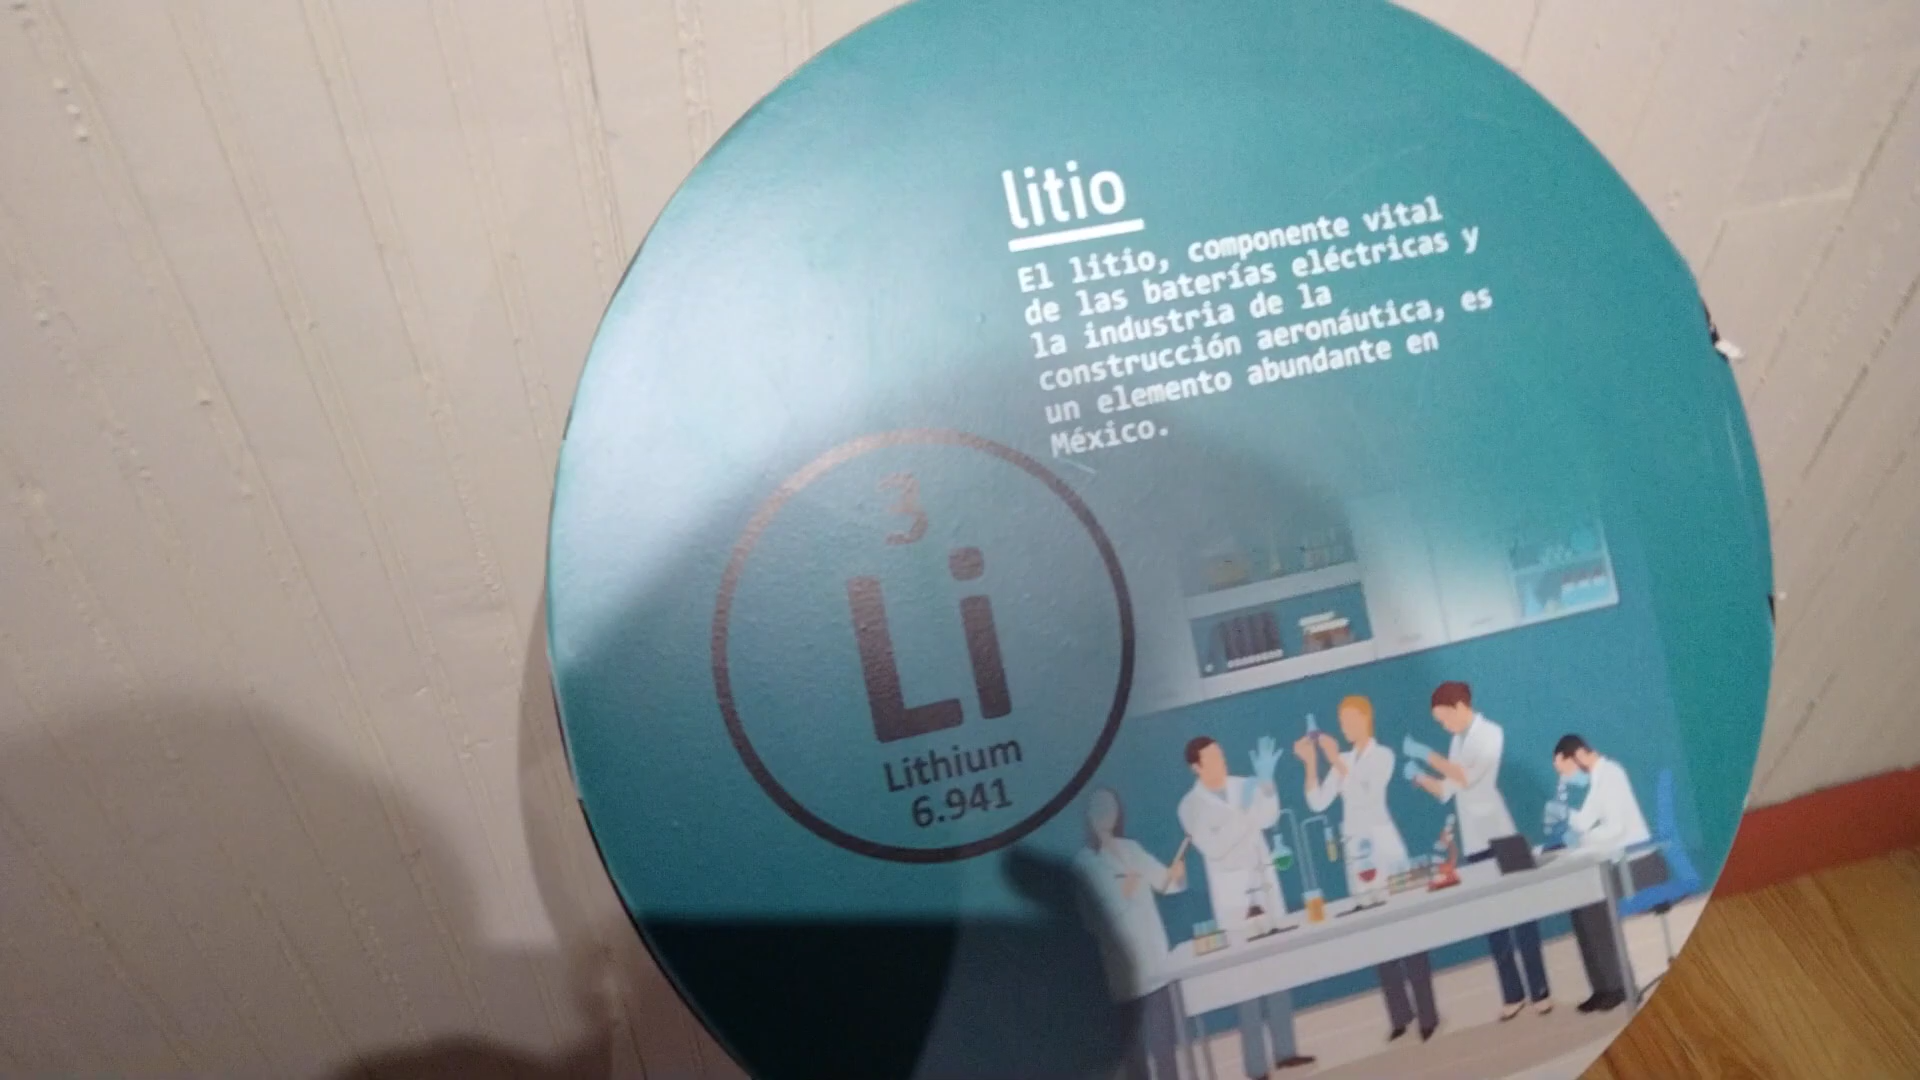 litio
El litio, componente vital
de las baterías eléctricas y
la industria de la
construcción aeronáutica, es
un elemento abundante en
México.
3
Li
Lithium
6.941